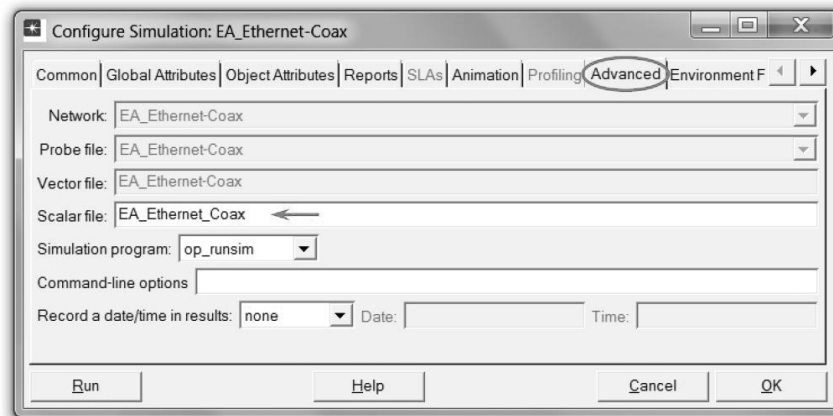 Configure Simulation: EA_Ethernet-Coax
Common Global Attributes Object Attributes Reports SLAs Animation Profiling Advanced Environment F
Network: EA_Ethernet-Coax
Probe file: EA_Ethernet-Coax
Vector file: EA_Ethernet-Coax
Scalar file: EA_Ethernet_Coax
Simulation program: op_runsim
Command-line options
Record a date/time in results: none Date: Time:
Run Help Cancel OK